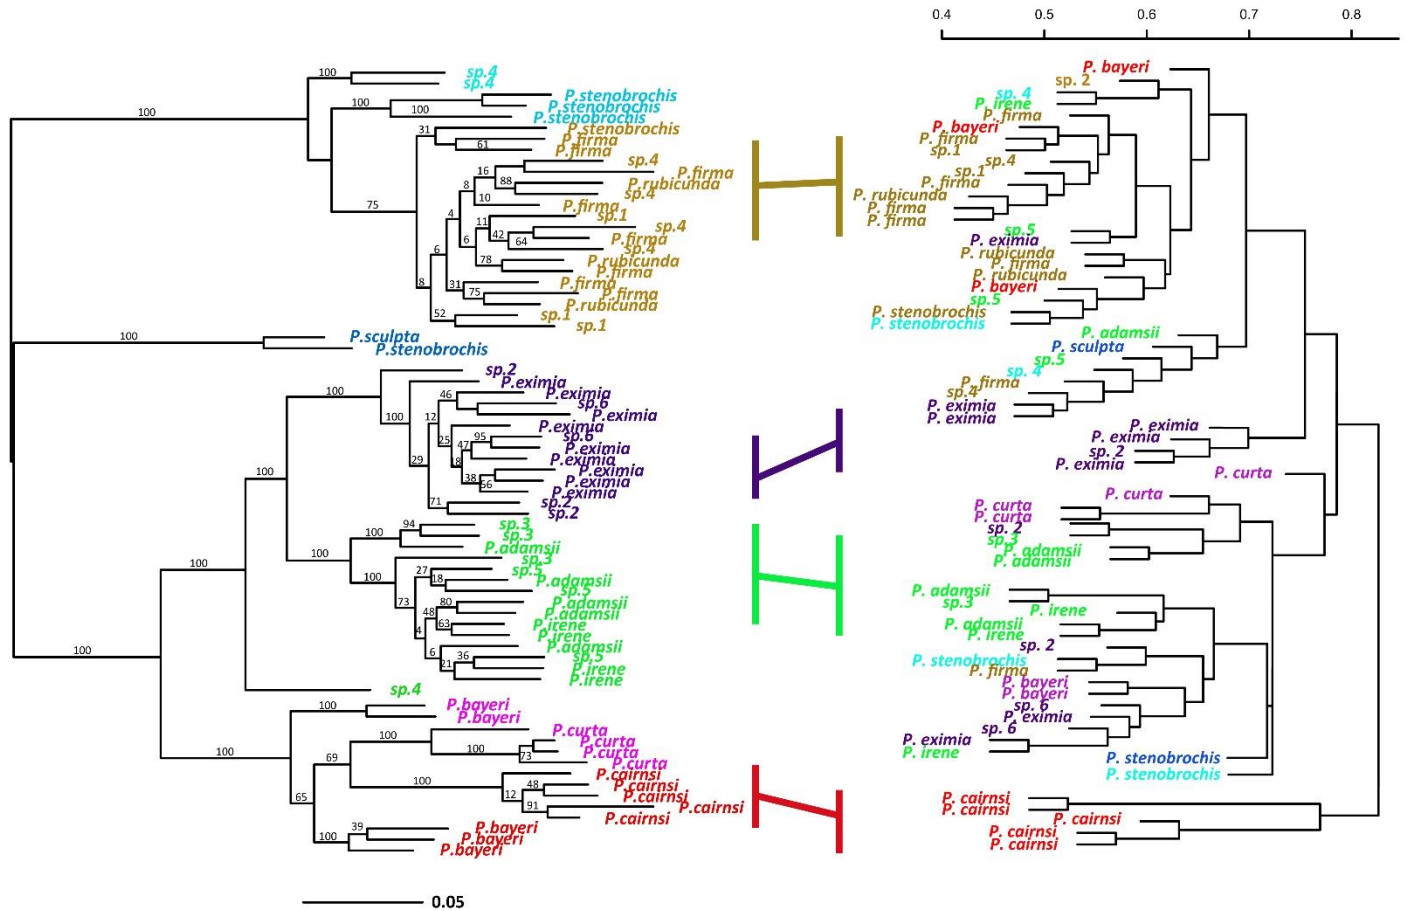 0.4 0.5 0.6 0.7 0.8
100 sp.4
sp.4
100
100 P.stenobrochis
P.stenobrochis
100 P.stenobrochis
31 P.stenobrochis
P.firma
61 P.firma
sp.4
16 P.firma
88 P.rubicunda
8 sp.4
10 P.firma
75
4 11 sp.1
sp.4
42 64 P.firma
6 sp.4
6 78 P.rubicunda
P.firma
8 31 P.firma
75 P.firma
P.rubicunda
52 sp.1
sp.1
100 P.sculpta
P.stenobrochis
sp.2
100 P.eximia
46 P.eximia
sp.6
100 12 P.eximia
P.eximia
25 95 sp.6
47 P.eximia
29 18 P.eximia
38 P.eximia
56 P.eximia
P.eximia
100
71 sp.2
sp.2
94 sp.3
sp.3
100 P.adamsii
sp.3
100 27 sp.5
18 P.adamsii
sp.5
73 80 P.adamsii
48 P.adamsii
63 P.irene
4 P.irene
6 P.adamsii
36 sp.5
21 P.irene
P.irene
100
100
sp.4
100 P.bayeri
P.bayeri
100 P.curta
P.curta
100 73 P.curta
P.curta
100
69
100 P.cairnsi
48 P.cairnsi
12 P.cairnsi
91 P.cairnsi
P.cairnsi
65
39 P.bayeri
100 P.bayeri
P.bayeri
0.05
P. bayeri
sp. 2
sp. 4
P. irene
P. firma
P. bayeri
P. firma
sp.1
sp.4
sp.1
P. firma
P. rubicunda
P. firma
P. firma
sp.5
P. eximia
P. rubicunda
P. firma
P. rubicunda
P. bayeri
sp.5
P. stenobrochis
P. stenobrochis
P. adamsii
P. sculpta
sp.5
sp. 4
P. firma
sp.4
P. eximia
P. eximia
P. eximia
P. eximia
sp. 2
P. eximia
P. curta
P. curta
P. curta
P. curta
sp. 2
sp.3
P. adamsii
P. adamsii
P. adamsii
sp.3
P. irene
P. adamsii
P. irene
sp. 2
P. stenobrochis
P. firma
P. bayeri
P. bayeri
sp. 6
P. eximia
sp. 6
P. eximia
P. irene
P. stenobrochis
P. stenobrochis
P. cairnsi
P. cairnsi
P. cairnsi
P. cairnsi
P. cairnsi